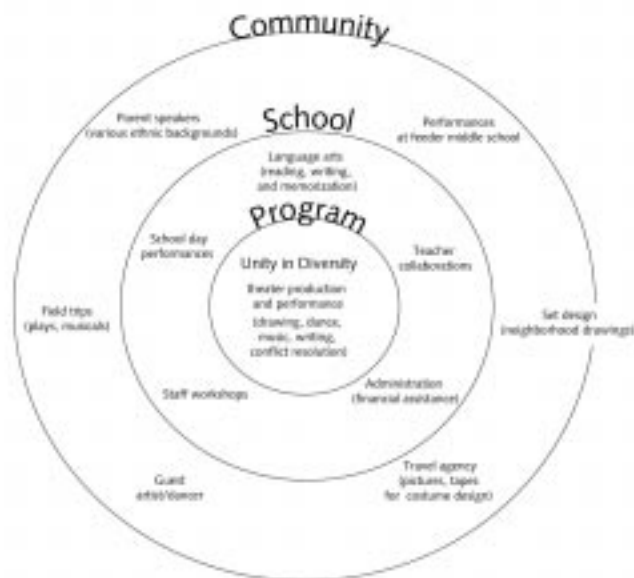 Community
Parent speakers
(various ethnic backgrounds)
Performances
at feeder middle school
School
Language arts
(reading, writing,
and memorization)
School day
performances
Program
Teacher
collaborations
Unity in Diversity
theater production
and performance
(drawing, dance,
music, writing,
conflict resolution)
Field trips
(plays, musicals)
Set design
(neighborhood drawings)
Staff workshops
Administration
(financial assistance)
Guest
artist/dancer
Travel agency
(pictures, tapes
for costume design)